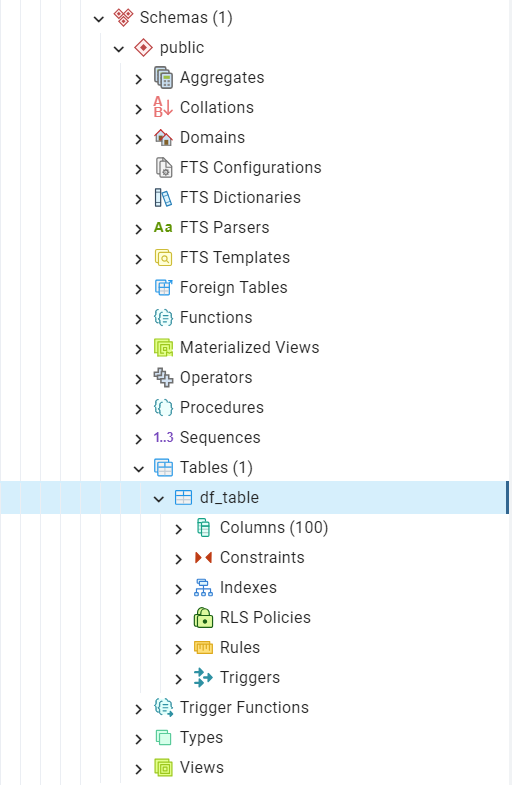 Schemas (1)
public
Aggregates
A
B
Collations
Domains
FTS Configurations
FTS Dictionaries
Aa FTS Parsers
FTS Templates
Foreign Tables
{≡} Functions
Materialized Views
Operators
{} Procedures
1..3 Sequences
Tables (1)
df_table
Columns (100)
Constraints
Indexes
RLS Policies
Rules
Triggers
Trigger Functions
Types
Views